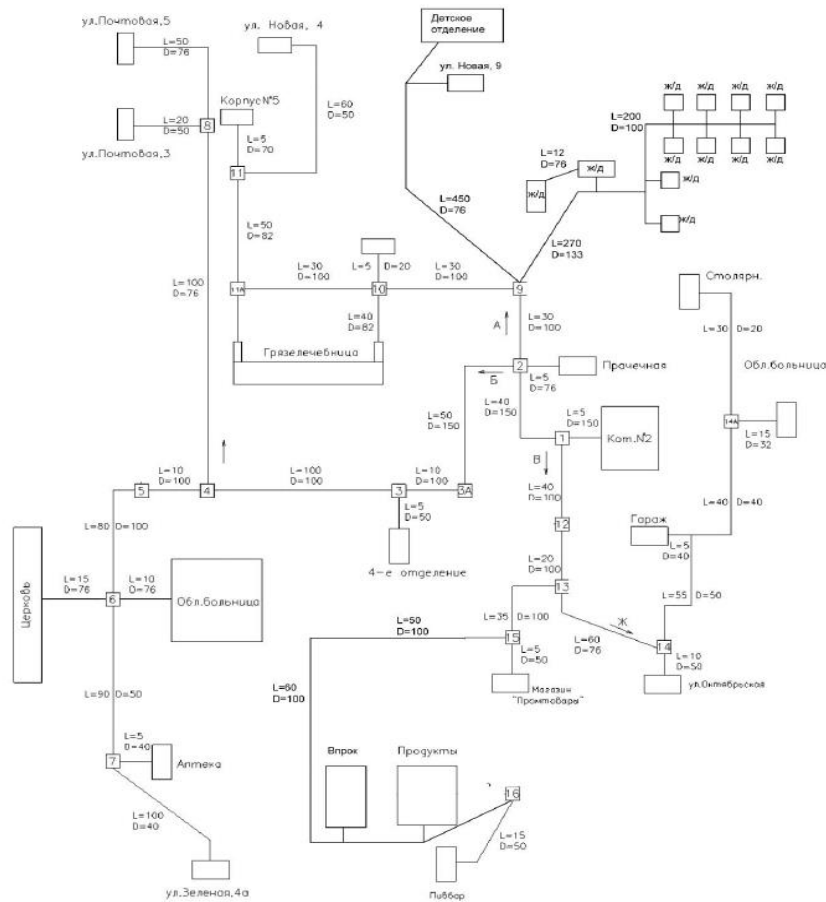 ул.Почтовая,5
L=50
D=76
ул. Новая, 4
Детское
отделение
ул. Новая, 9
L=20
D=50
8
ул.Почтовая,3
Корпус№5
L=60
D=50
L=5
D=70
11
ж/д
ж/д
ж/д
ж/д
L=200
D=100
ж/д
ж/д
ж/д
ж/д
L=12
D=76
ж/д
ж/д
ж/д
ж/д
L=450
D=76
L=270
D=133
L=50
D=82
L=100
D=76
L=30
D=100
L=5
D=20
L=30
D=100
11А
10
9
L=40
D=82
Грязелечебница
А
L=30
D=100
Столярн.
L=30
D=20
Б
2
Прачечная
L=5
D=76
Обл.больница
L=50
D=150
L=40
D=150
L=5
D=150
1
Кот.№2
14А
L=15
D=32
В
L=10
D=100
L=100
D=100
L=10
D=100
5
4
3
3А
L=40
D=100
L=40
D=40
L=5
D=50
12
Гараж
L=5
D=40
L=80
D=100
4-е отделение
L=20
D=100
13
Церковь
L=15
D=76
L=10
D=76
6
Обл.больница
L=55
D=50
L=35
D=100
L=50
D=100
15
Ж
L=60
D=76
14
L=5
D=50
L=10
D=50
Магазин
"Промтовары"
ул.Октябрьская
L=90
D=50
L=60
D=100
L=5
D=40
7
Аптека
Впрок
Продукты
16
L=100
D=40
L=15
D=50
ул.Зеленая,4а
Пивбар